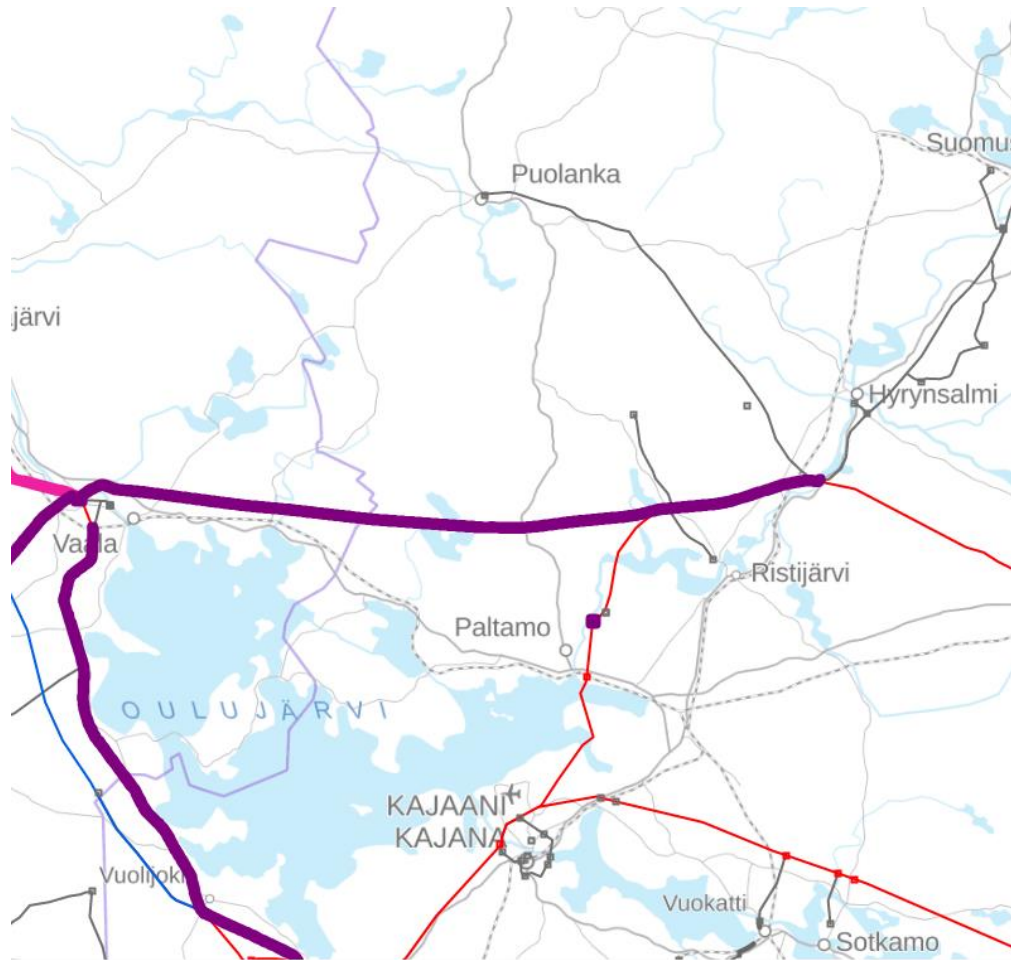 Suomus
Puolanka
järvi
Hyrynsalmi
Vaala
Ristijärvi
Paltamo
OULUJÄRVI
KAJAANI
KAJANA
Vuolijoki
Vuokatti
Sotkamo